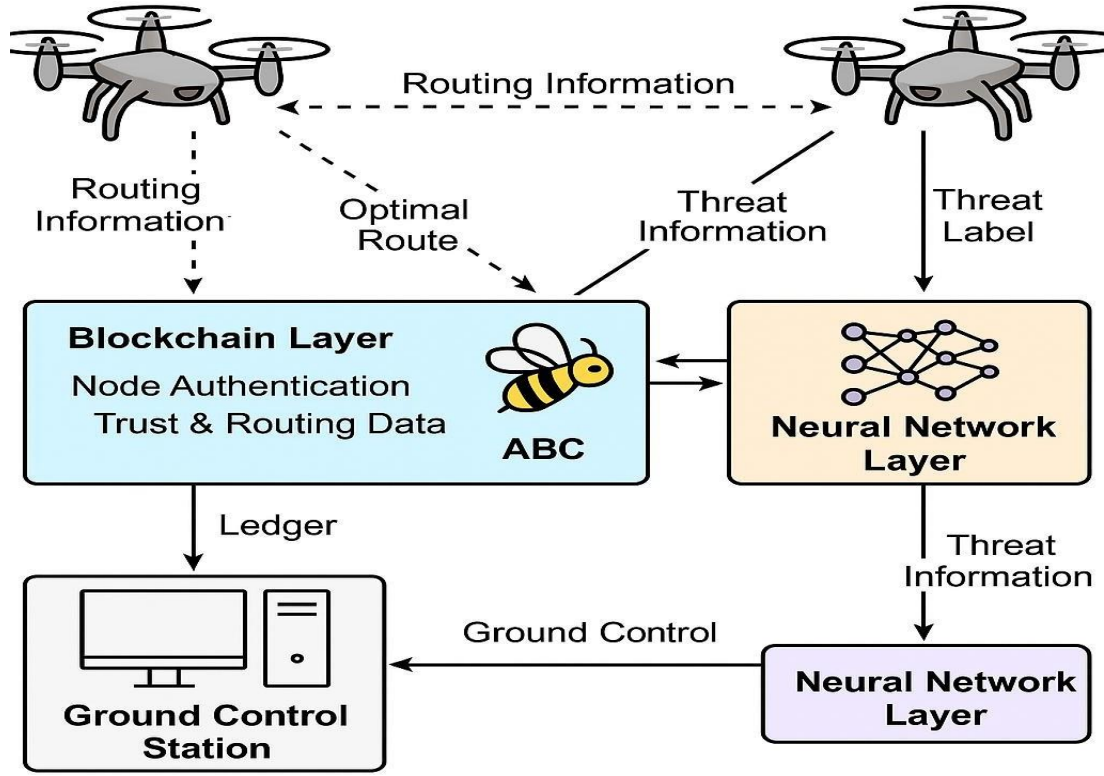 Routing Information
Routing
Information
Optimal
Route
Threat
Information
Threat
Label
Blockchain Layer
Node Authentication
Trust & Routing Data
ABC
Neural Network
Layer
Ledger
Threat
Information
Ground Control
Ground Control
Station
Neural Network
Layer